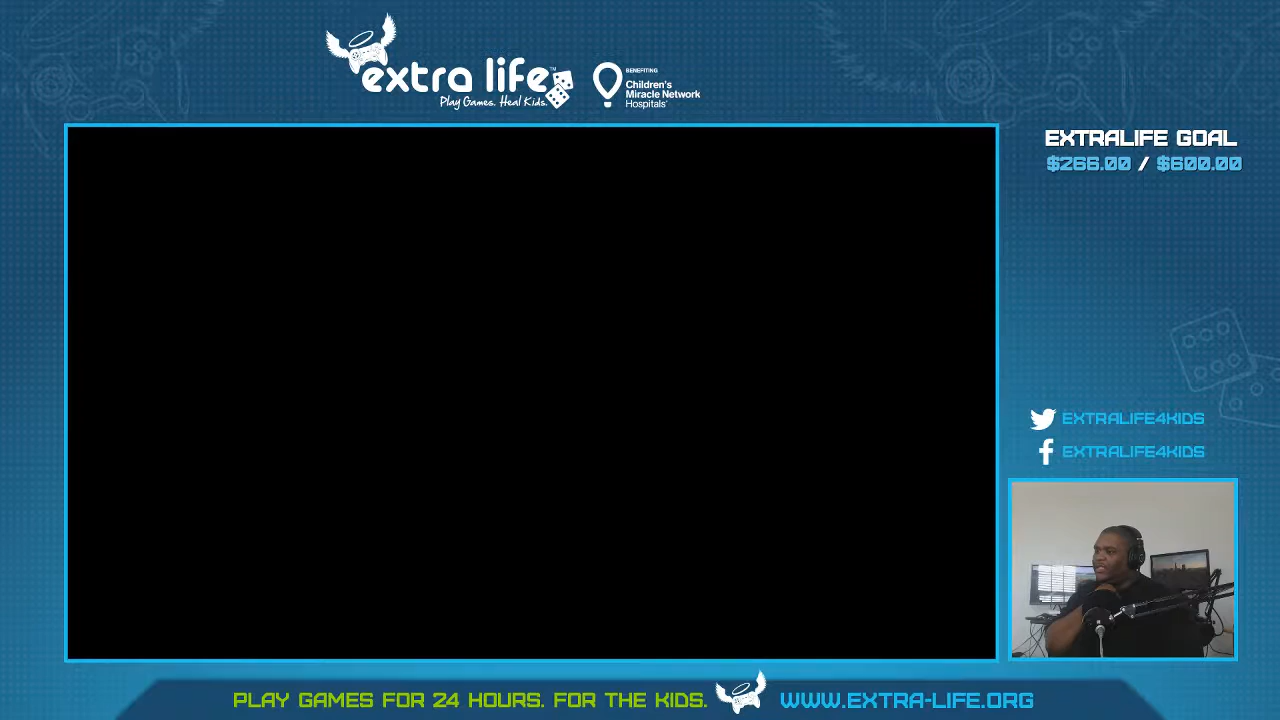 extra life™
Play Games. Heal Kids.
BENEFITING
Children's
Miracle Network
Hospitals®
EXTRALIFE GOAL
$266.00 / $600.00
EXTRALIFE4KIDS
EXTRALIFE4KIDS
PLAY GAMES FOR 24 HOURS. FOR THE KIDS.
WWW.EXTRA-LIFE.ORG